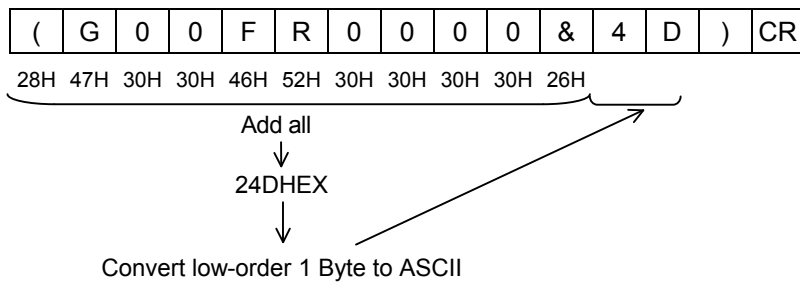 ( G 0 0 F R 0 0 0 0 & 4 D ) CR
28H 47H 30H 30H 46H 52H 30H 30H 30H 30H 26H
Add all
24DHEX
Convert low-order 1 Byte to ASCII